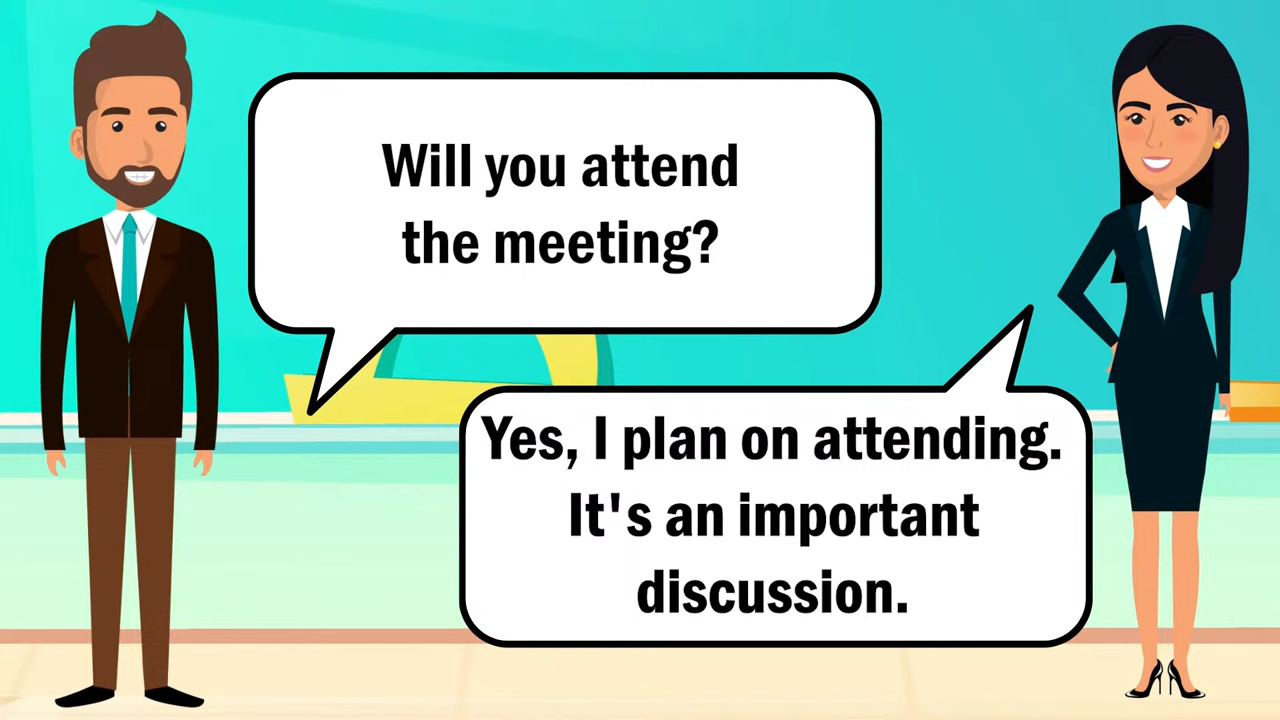 Will you attend
the meeting?
Yes, I plan on attending.
It's an important
discussion.